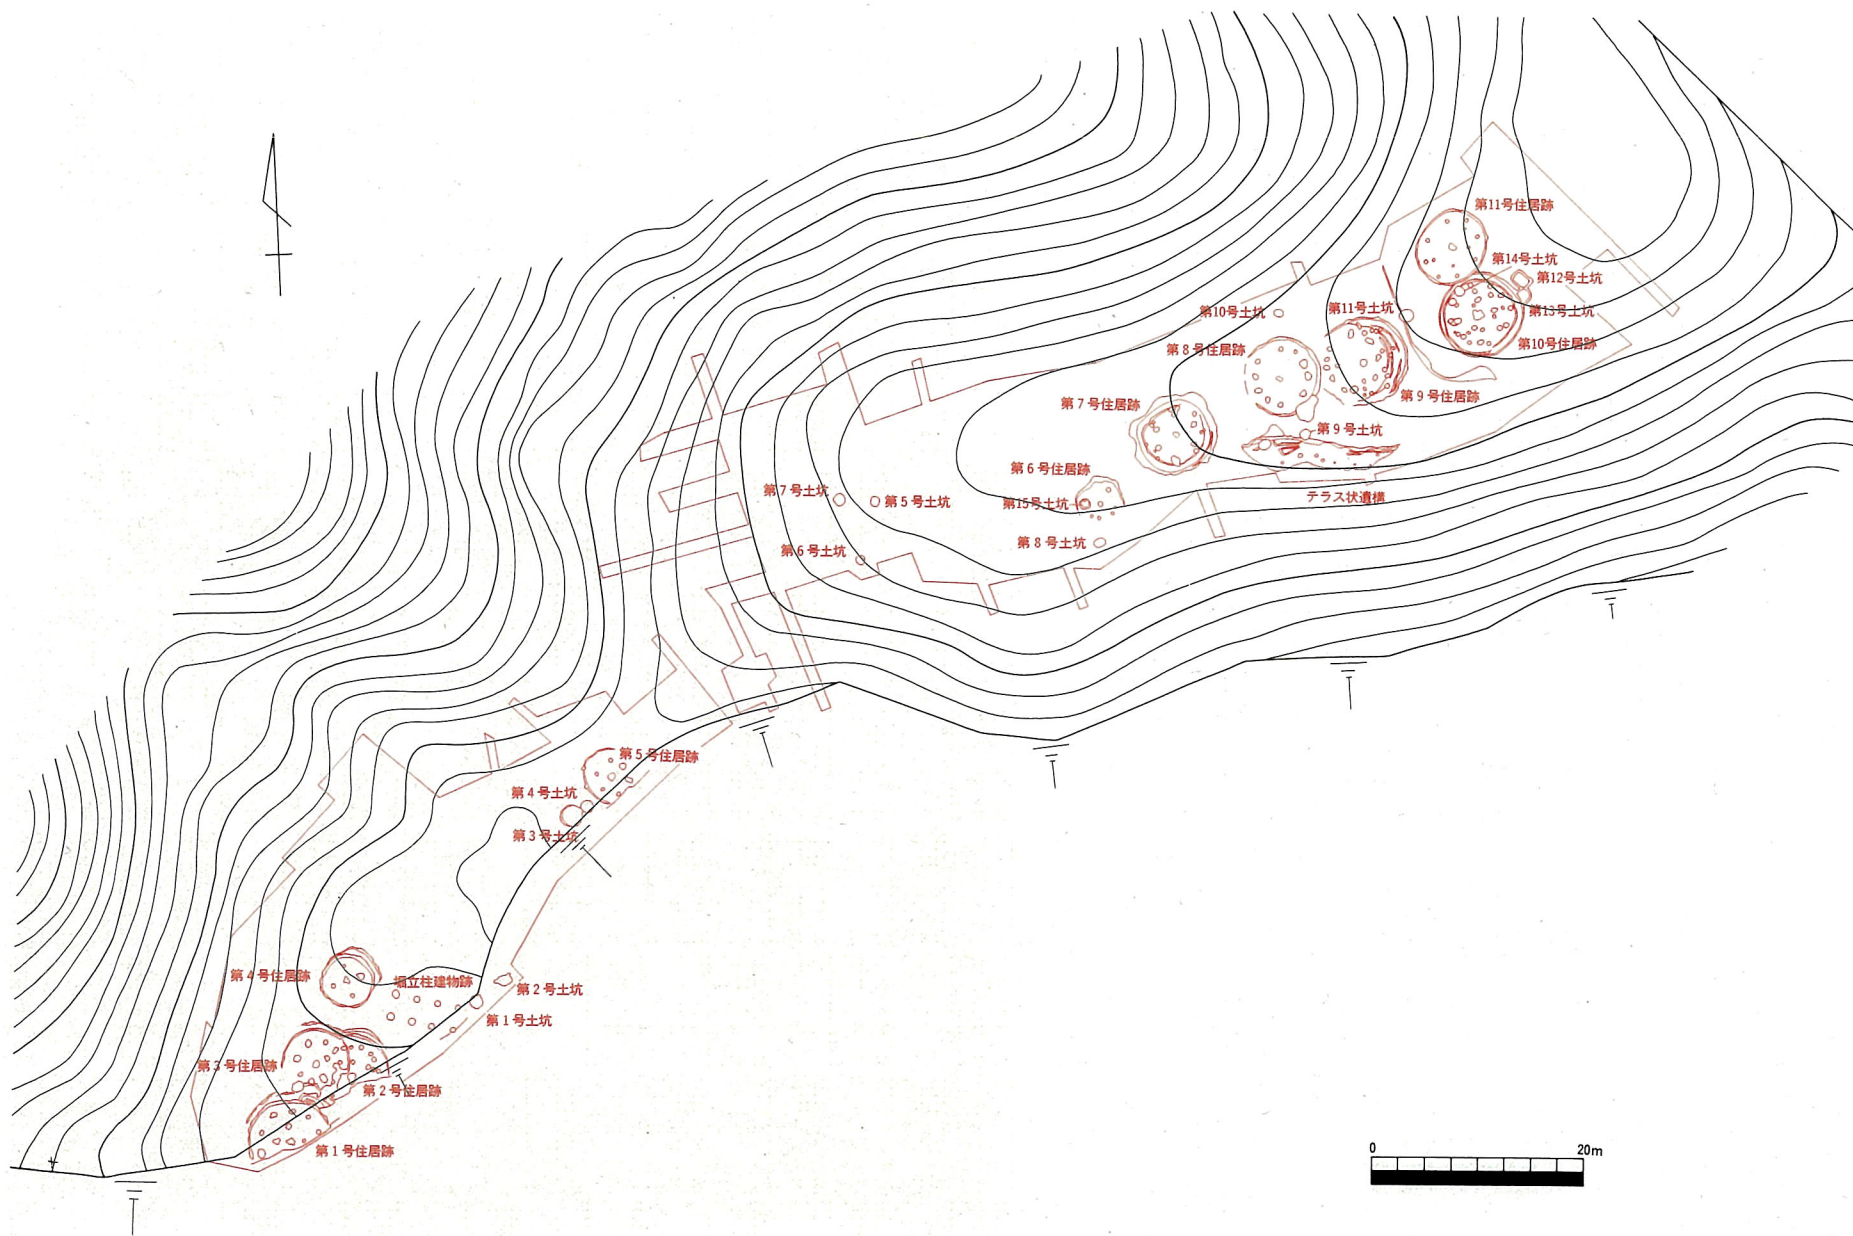 第11号住居跡
第14号土坑
第12号土坑
第10号土坑
第11号土坑
第13号土坑
第8号住居跡
第10号住居跡
第7号住居跡
第9号住居跡
第9号土坑
第6号住居跡
第7号土坑
第5号土坑
第15号土坑
テラス状遺構
第6号土坑
第8号土坑
第5号住居跡
第4号土坑
第3号土坑
第4号住居跡
掘立柱建物跡
第2号土坑
第1号土坑
第3号住居跡
第2号住居跡
第1号住居跡
0 20m